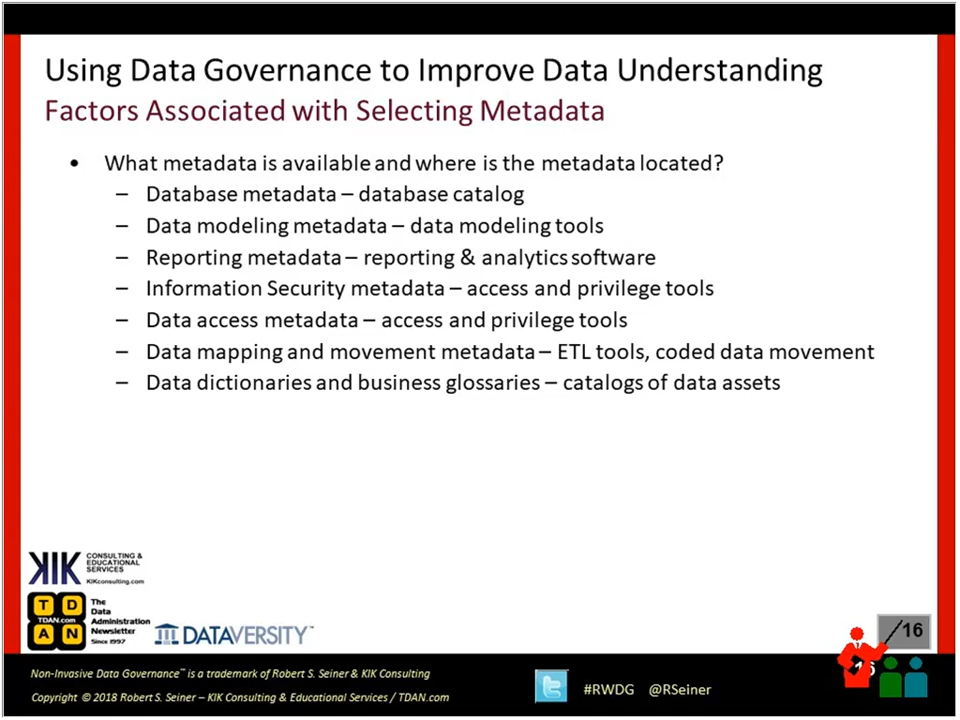 Using Data Governance to Improve Data Understanding
Factors Associated with Selecting Metadata
• What metadata is available and where is the metadata located?
– Database metadata – database catalog
– Data modeling metadata – data modeling tools
– Reporting metadata – reporting & analytics software
– Information Security metadata – access and privilege tools
– Data access metadata – access and privilege tools
– Data mapping and movement metadata – ETL tools, coded data movement
– Data dictionaries and business glossaries – catalogs of data assets
KIK
CONSULTING &
EDUCATIONAL
SERVICES
KIKconsulting.com
T D
TDAN.com
A N
The
Data
Administration
Newsletter
Since 1997
DATAVERSITY™
16
16
Non-Invasive Data Governance™ is a trademark of Robert S. Seiner & KIK Consulting
Copyright © 2018 Robert S. Seiner – KIK Consulting & Educational Services / TDAN.com
#RWDG @RSeiner